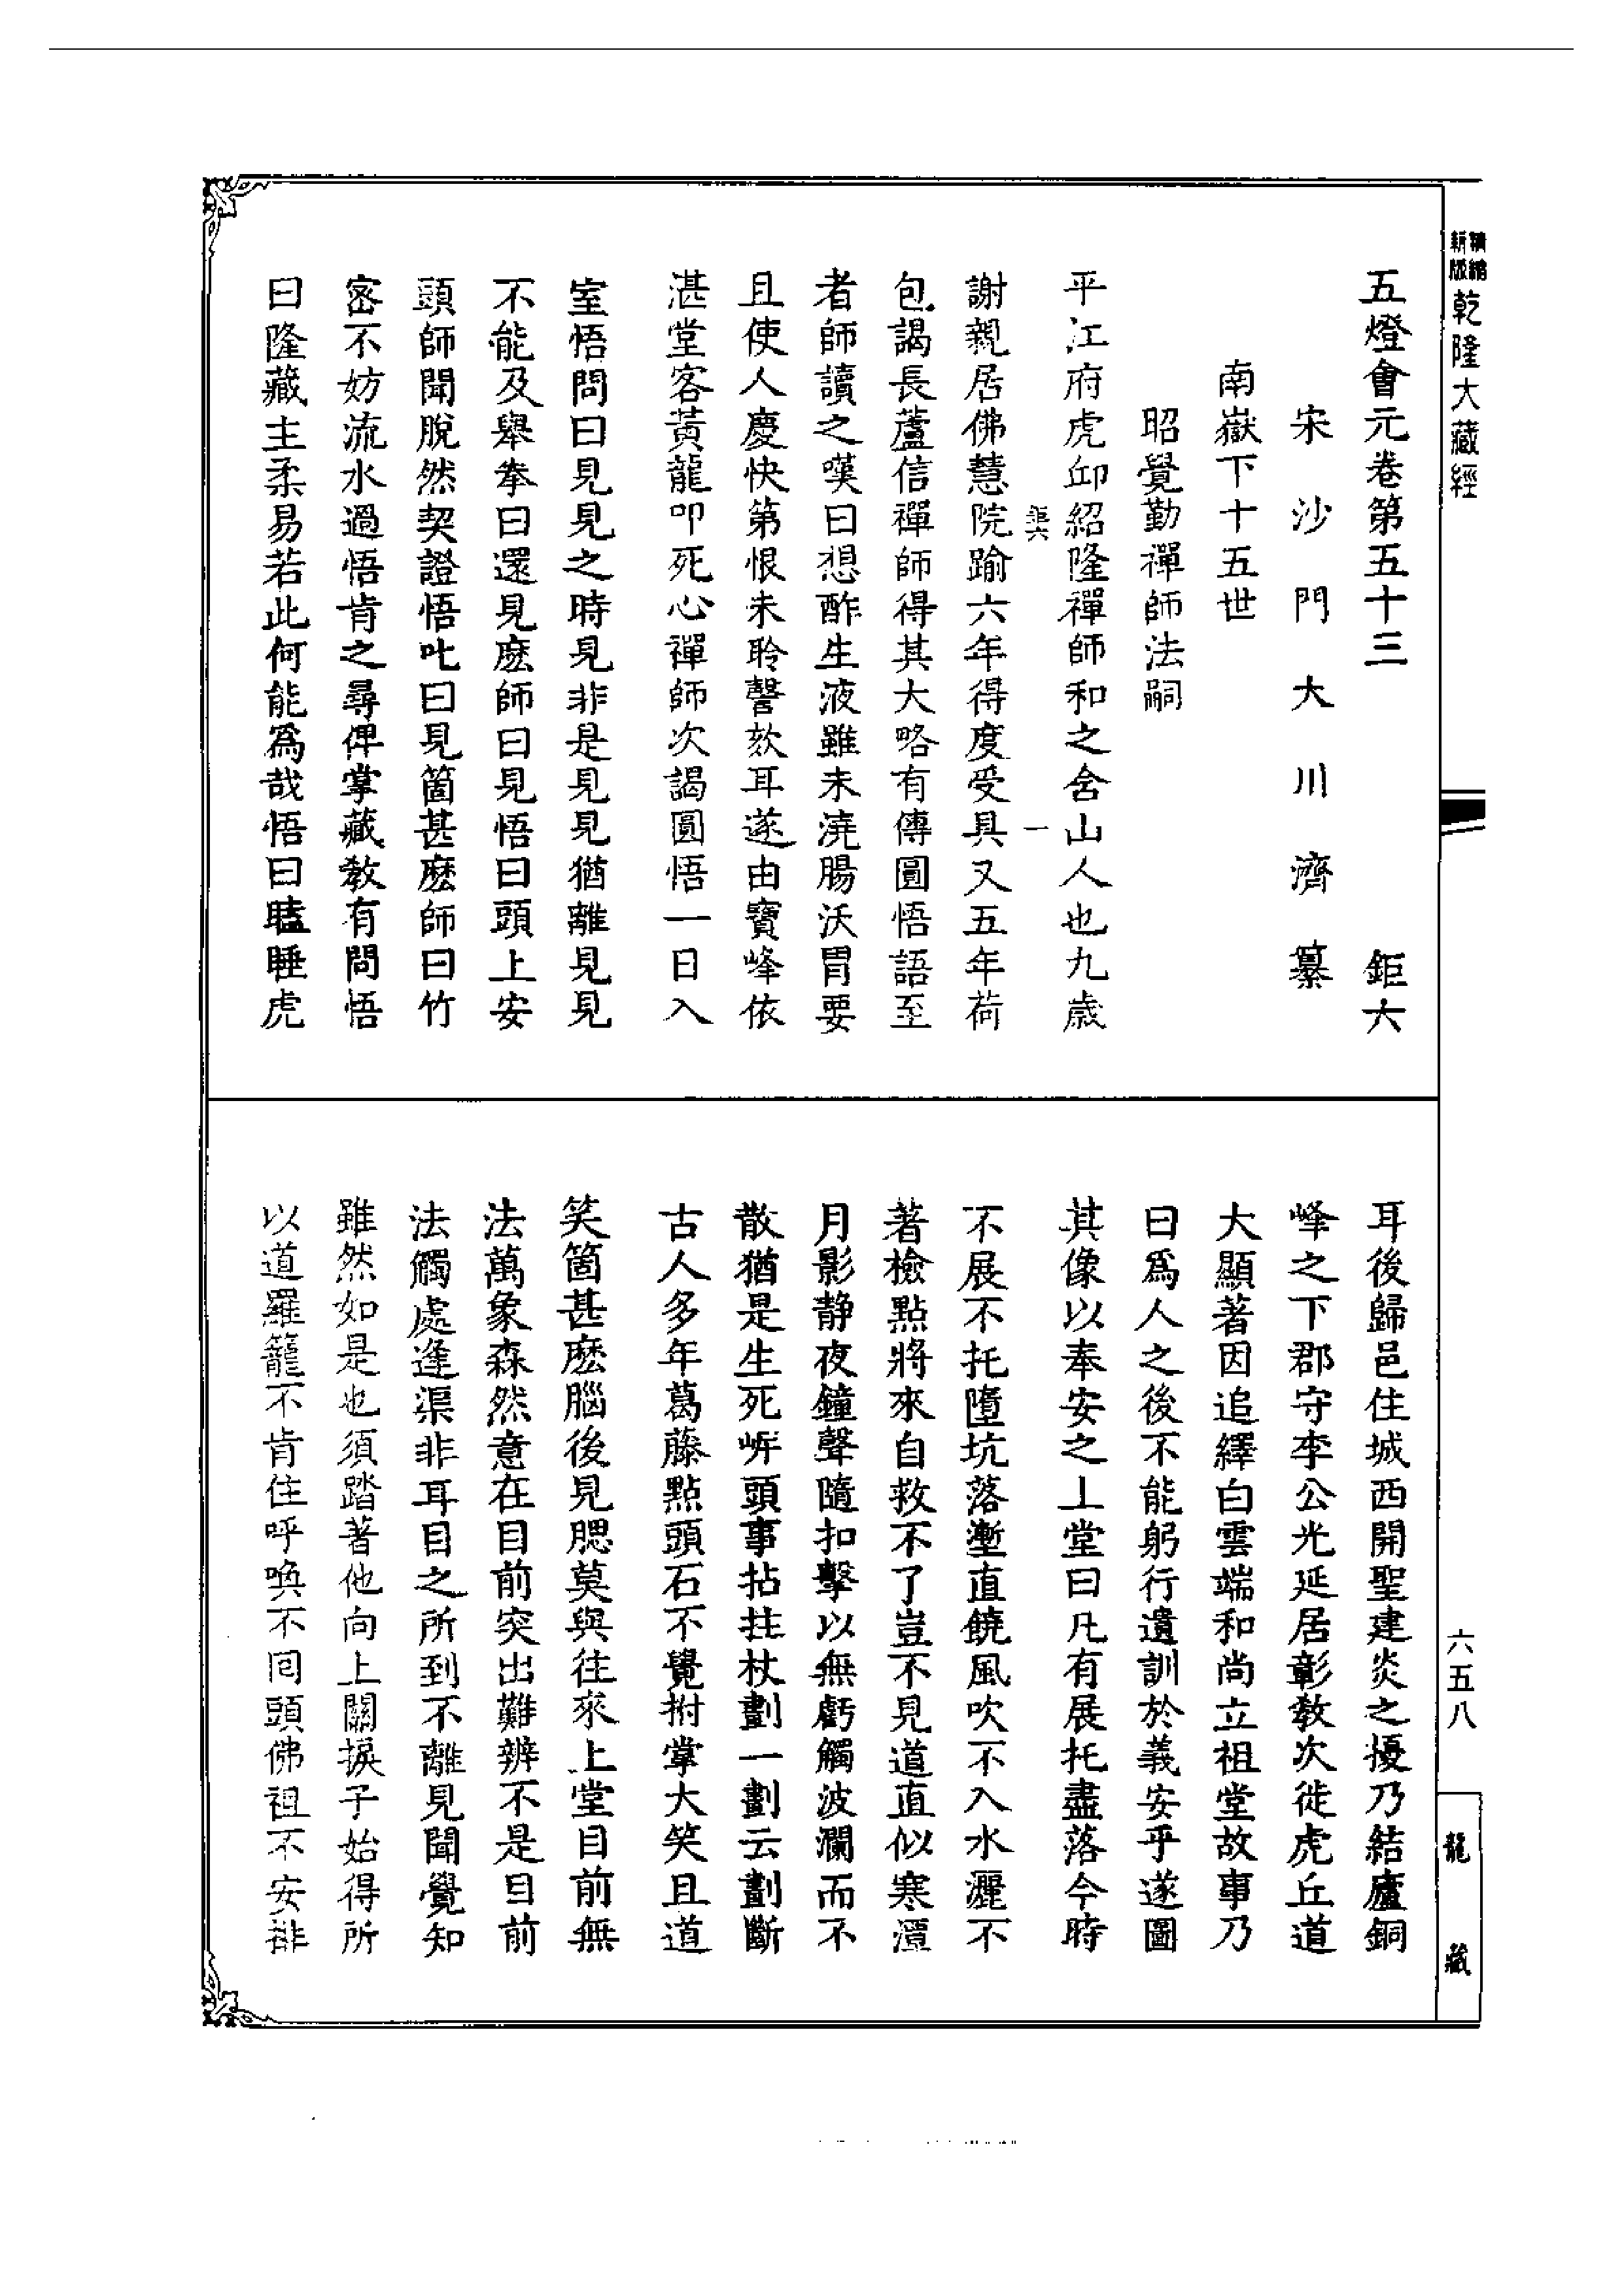 新版精縮乾隆大藏經
五燈會元卷第五十三 鉅六
宋沙門大川濟纂
南嶽下十五世
昭覺勤禪師法嗣
平江府虎邱紹隆禪師和之含山人也九歲
一
謝親居佛慧院踰六年得度受具又五年荷
包謁長蘆信禪師得其大略有傳圓悟語至
者師讀之嘆曰想酢生液雖未澆腸沃胃要
且使人慶快第恨未聆謦欬耳遂由寶峰依
湛堂客黃龍叩死心禪師次謁圓悟一日入
室悟問曰見見之時見非是見見猶離見見
不能及舉拳曰還見麽師曰見悟曰頭上安
頭師聞脫然契證悟叱曰見箇甚麽師曰竹
密不妨流水過悟肯之尋俾掌藏教有問悟
曰隆藏主柔易若此何能爲哉悟曰瞌睡虎
耳後歸邑住城西開聖建炎之擾乃結廬銅
峰之下郡守李公光延居彰教次徙虎丘道
大顯著因追繹白雲端和尚立祖堂故事乃
曰爲人之後不能躬行遺訓於義安乎遂圖
其像以奉安之上堂曰凡有展托盡落今時
不展不托墮坑落塹直饒風吹不入水灑不
著檢點將來自救不了豈不見道直似寒潭
月影靜夜鐘聲隨扣擊以無虧觸波瀾而不
散猶是生死岸頭事拈拄杖劃一劃云劃斷
古人多年葛藤點頭石不覺拊掌大笑且道
笑箇甚麽腦後見腮莫與往來上堂目前無
法萬象森然意在目前突出難辨不是目前
法觸處逢渠非耳目之所到不離見聞覺知
雖然如是也須踏著他向上關捩子始得所
以道羅籠不肯住呼喚不回頭佛祖不安排
六五八
龍藏